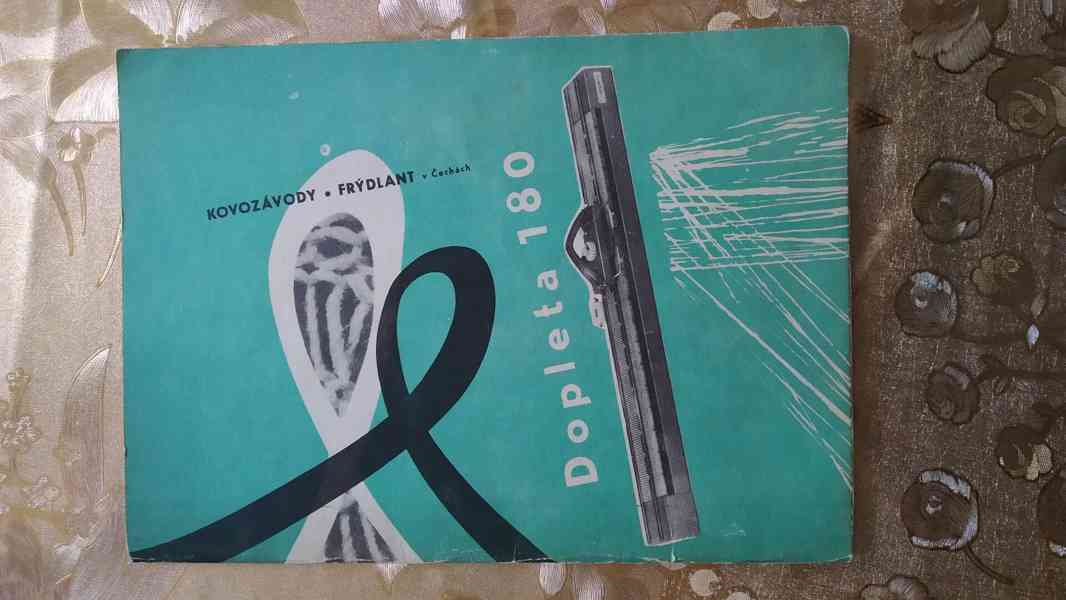 KOVOZÁVODY • FRÝDLANT v Čechách
Dopleta 180